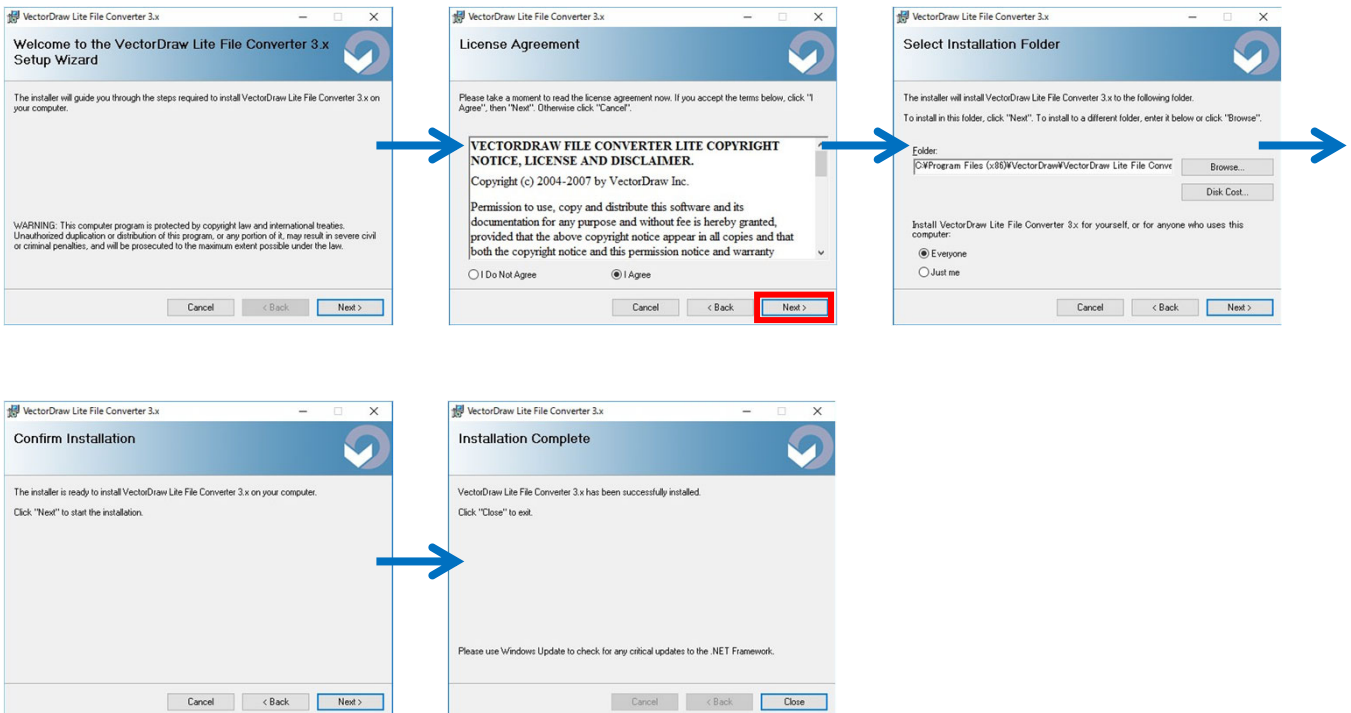 VectorDraw Lite File Converter 3.x
Welcome to the VectorDraw Lite File Converter 3.x
Setup Wizard
The installer will guide you through the steps required to install VectorDraw Lite File Converter 3.x on
your computer.
WARNING: This computer program is protected by copyright law and international treaties.
Unauthorized duplication or distribution of this program, or any portion of it, may result in severe civil
or criminal penalties, and will be prosecuted to the maximum extent possible under the law.
Cancel
< Back
Next >
VectorDraw Lite File Converter 3.x
License Agreement
Please take a moment to read the license agreement now. If you accept the terms below, click "I
Agree", then "Next". Otherwise click "Cancel".
VECTORDRAW FILE CONVERTER LITE COPYRIGHT
NOTICE, LICENSE AND DISCLAIMER.
Copyright (c) 2004-2007 by VectorDraw Inc.
Permission to use, copy and distribute this software and its
documentation for any purpose and without fee is hereby granted,
provided that the above copyright notice appear in all copies and that
both the copyright notice and this permission notice and warranty
I Do Not Agree
I Agree
Cancel
< Back
Next >
VectorDraw Lite File Converter 3.x
Select Installation Folder
The installer will install VectorDraw Lite File Converter 3.x to the following folder.
To install in this folder, click "Next". To install to a different folder, enter it below or click "Browse".
Folder:
C:¥Program Files (x86)¥VectorDraw¥VectorDraw Lite File Conve
Browse...
Disk Cost...
Install VectorDraw Lite File Converter 3.x for yourself, or for anyone who uses this
computer:
Everyone
Just me
Cancel
< Back
Next >
VectorDraw Lite File Converter 3.x
Confirm Installation
The installer is ready to install VectorDraw Lite File Converter 3.x on your computer.
Click "Next" to start the installation.
Cancel
< Back
Next >
VectorDraw Lite File Converter 3.x
Installation Complete
VectorDraw Lite File Converter 3.x has been successfully installed.
Click "Close" to exit.
Please use Windows Update to check for any critical updates to the .NET Framework.
Cancel
< Back
Close